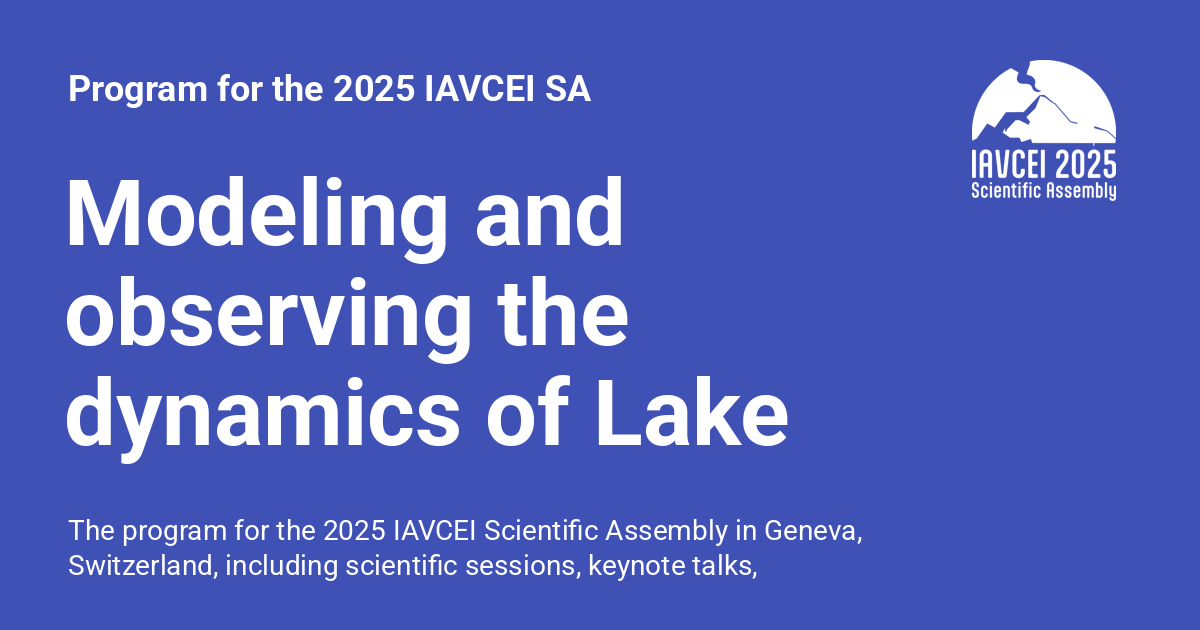 Program for the 2025 IAVCEI SA
IAVCEI 2025
Scientific Assembly
Modeling and
observing the
dynamics of Lake
The program for the 2025 IAVCEI Scientific Assembly in Geneva,
Switzerland, including scientific sessions, keynote talks,